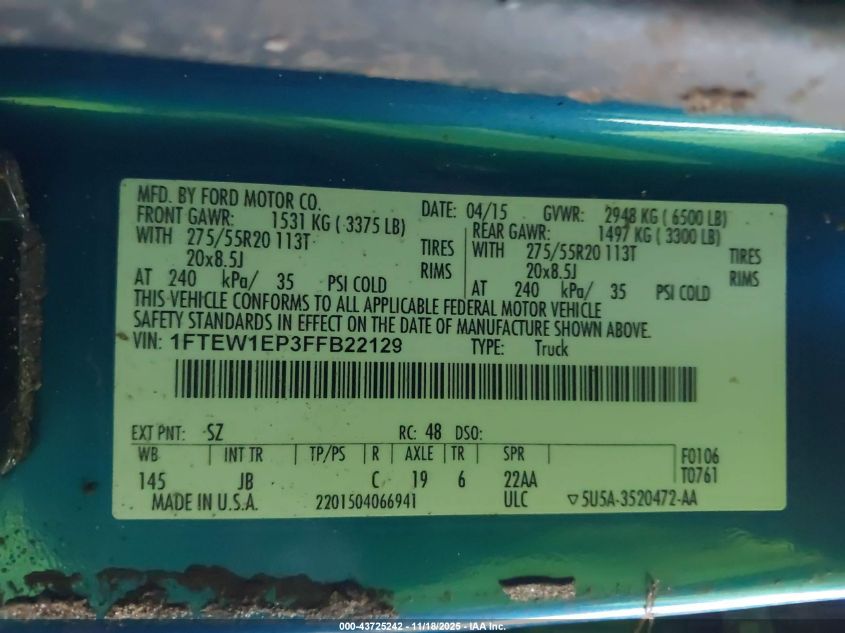 MFD. BY FORD MOTOR CO.
DATE: 04/15 GVWR: 2948 KG ( 6500 LB)
FRONT GAWR: 1531 KG ( 3375 LB)
WITH 275/55R20 113T TIRES
20x8.5J RIMS
AT 240 kPa/ 35 PSI COLD
REAR GAWR: 1497 KG ( 3300 LB)
WITH 275/55R20 113T TIRES
20x8.5J RIMS
AT 240 kPa/ 35 PSI COLD
THIS VEHICLE CONFORMS TO ALL APPLICABLE FEDERAL MOTOR VEHICLE
SAFETY STANDARDS IN EFFECT ON THE DATE OF MANUFACTURE SHOWN ABOVE.
VIN: 1FTEW1EP3FFB22129 TYPE: Truck
EXT PNT: SZ RC: 48 DSO:
WB INT TR TP/PS R AXLE TR SPR F0106
145 JB C 19 6 22AA T0761
MADE IN U.S.A. 2201504066941 ULC ▽5U5A-3520472-AA
000-43725242 - 11/18/2025 - IAA Inc.